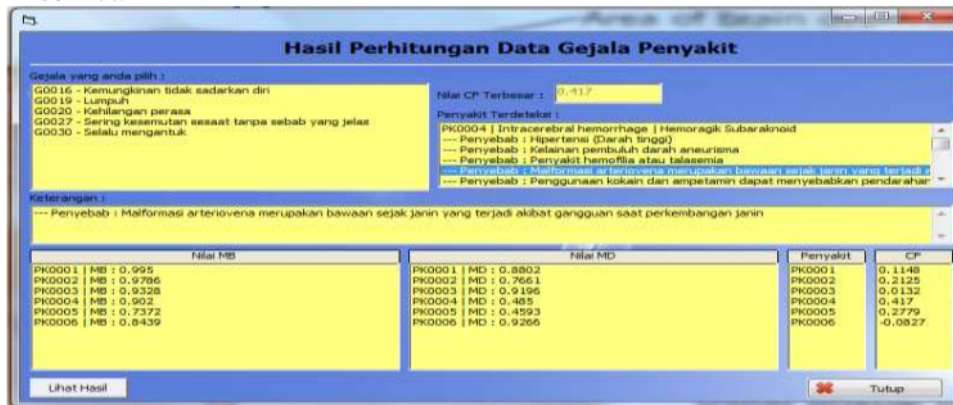 Hasil Perhitungan Data Gejala Penyakit
Gejala yang anda pilih :
G0016 - Kemungkinan tidak sadarkan diri
G0019 - Lumpuh
G0020 - Kehilangan perasa
G0027 - Sering kesemutan sesaat tanpa sebab yang jelas
G0030 - Selalu mengantuk
Nilai CF Terbesar : 0.417
Penyakit Terdeteksi :
PK0004 | Intracerebral hemorrhage | Hemoragik Subaraknoid
--- Penyebab : Hipertensi (Darah tinggi)
--- Penyebab : Kelainan pembuluh darah aneurisma
--- Penyebab : Penyakit hemofilia atau talasemia
--- Penyebab : Malformasi arteriovena merupakan bawaan sejak janin yang terjadi a
--- Penyebab : Penggunaan kokain dan ampetamin dapat menyebabkan pendarahan
Keterangan :
--- Penyebab : Malformasi arteriovena merupakan bawaan sejak janin yang terjadi akibat gangguan saat perkembangan janin
Nilai MB
PK0001 | MB : 0.995
PK0002 | MB : 0.9786
PK0003 | MB : 0.9328
PK0004 | MB : 0.902
PK0005 | MB : 0.7372
PK0006 | MB : 0.8439
Nilai MD
PK0001 | MD : 0.8802
PK0002 | MD : 0.7661
PK0003 | MD : 0.9196
PK0004 | MD : 0.485
PK0005 | MD : 0.4593
PK0006 | MD : 0.9266
Penyakit CF
PK0001 0.1148
PK0002 0.2125
PK0003 0.0132
PK0004 0.417
PK0005 0.2779
PK0006 -0.0827
Lihat Hasil
Tutup